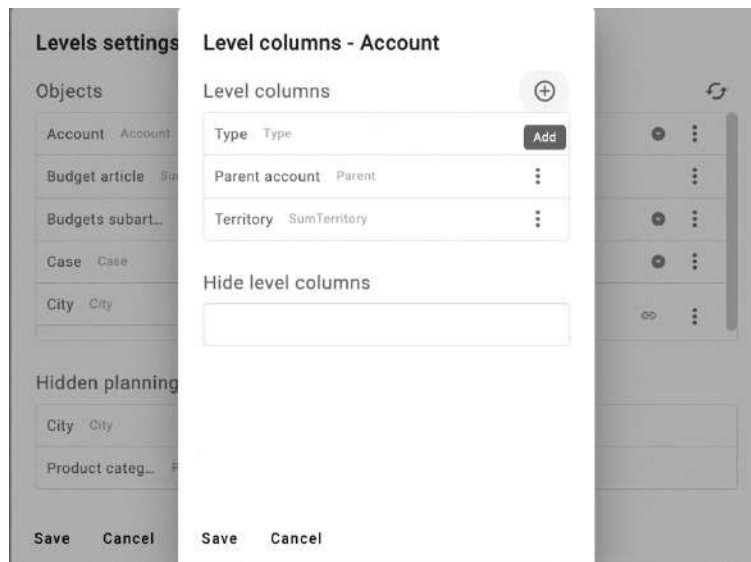 Levels settings
Level columns - Account
Objects
Level columns
Account Account
Type Type
Add
Budget article
Parent account Parent
Budgets subart...
Territory SumTerritory
Case Case
Hide level columns
City City
Hidden planning
City City
Product categ...
Save Cancel
Save Cancel